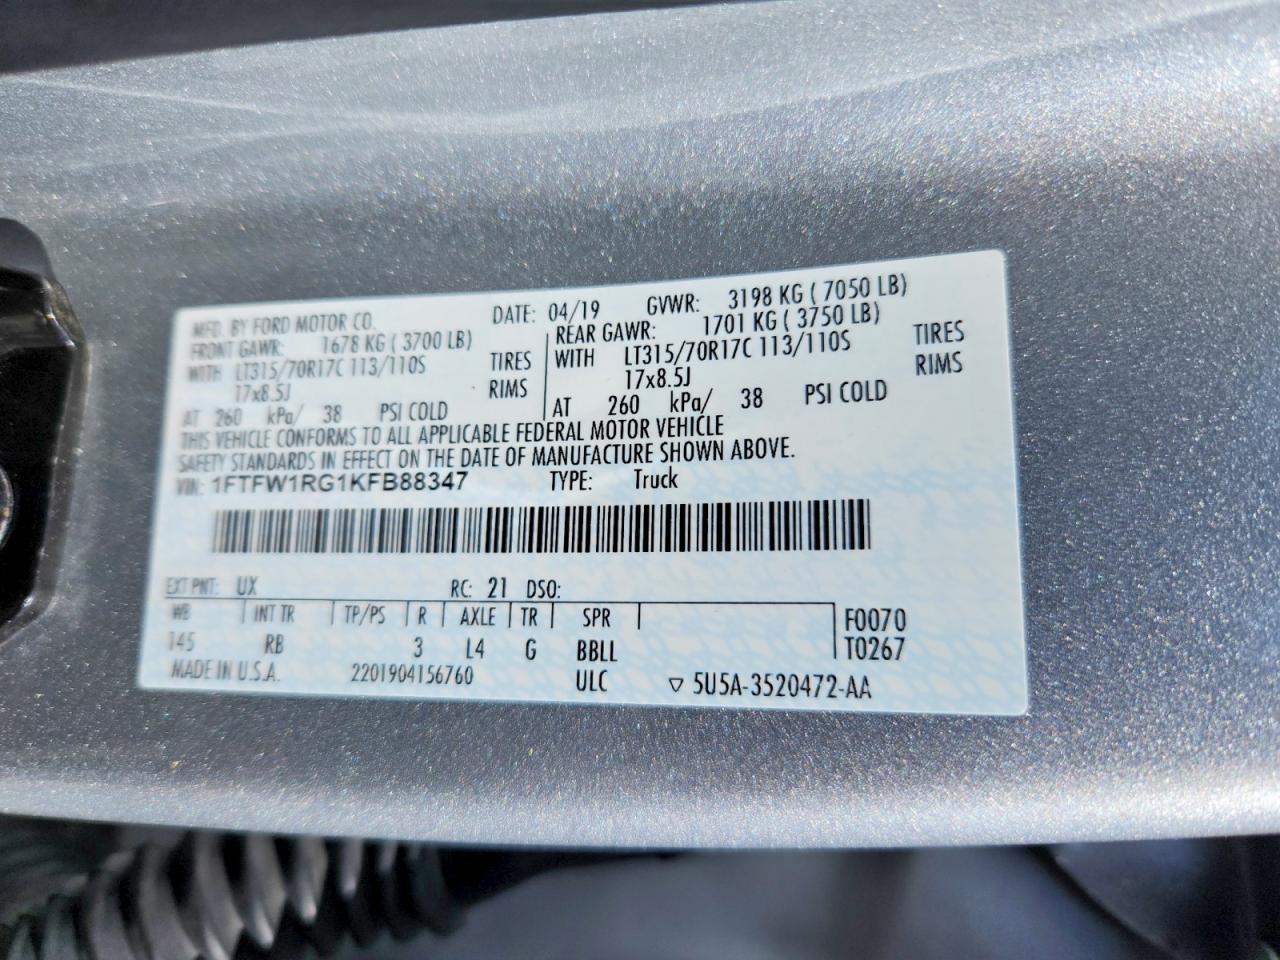 MFD. BY FORD MOTOR CO. DATE: 04/19 GVWR: 3198 KG ( 7050 LB)
FRONT GAWR: 1678 KG ( 3700 LB) REAR GAWR: 1701 KG ( 3750 LB)
WITH LT315/70R17C 113/110S TIRES WITH LT315/70R17C 113/110S TIRES
17x8.5J RIMS 17x8.5J RIMS
AT 260 kPa/ 38 PSI COLD AT 260 kPa/ 38 PSI COLD
THIS VEHICLE CONFORMS TO ALL APPLICABLE FEDERAL MOTOR VEHICLE
SAFETY STANDARDS IN EFFECT ON THE DATE OF MANUFACTURE SHOWN ABOVE.
VIN: 1FTFW1RG1KFB88347 TYPE: Truck
EXT PNT: UX RC: 21 DSO:
WB INT TR TP/PS R AXLE TR SPR F0070
145 RB 3 L4 G BBLL T0267
MADE IN U.S.A. 2201904156760 ULC ▽ 5U5A-3520472-AA